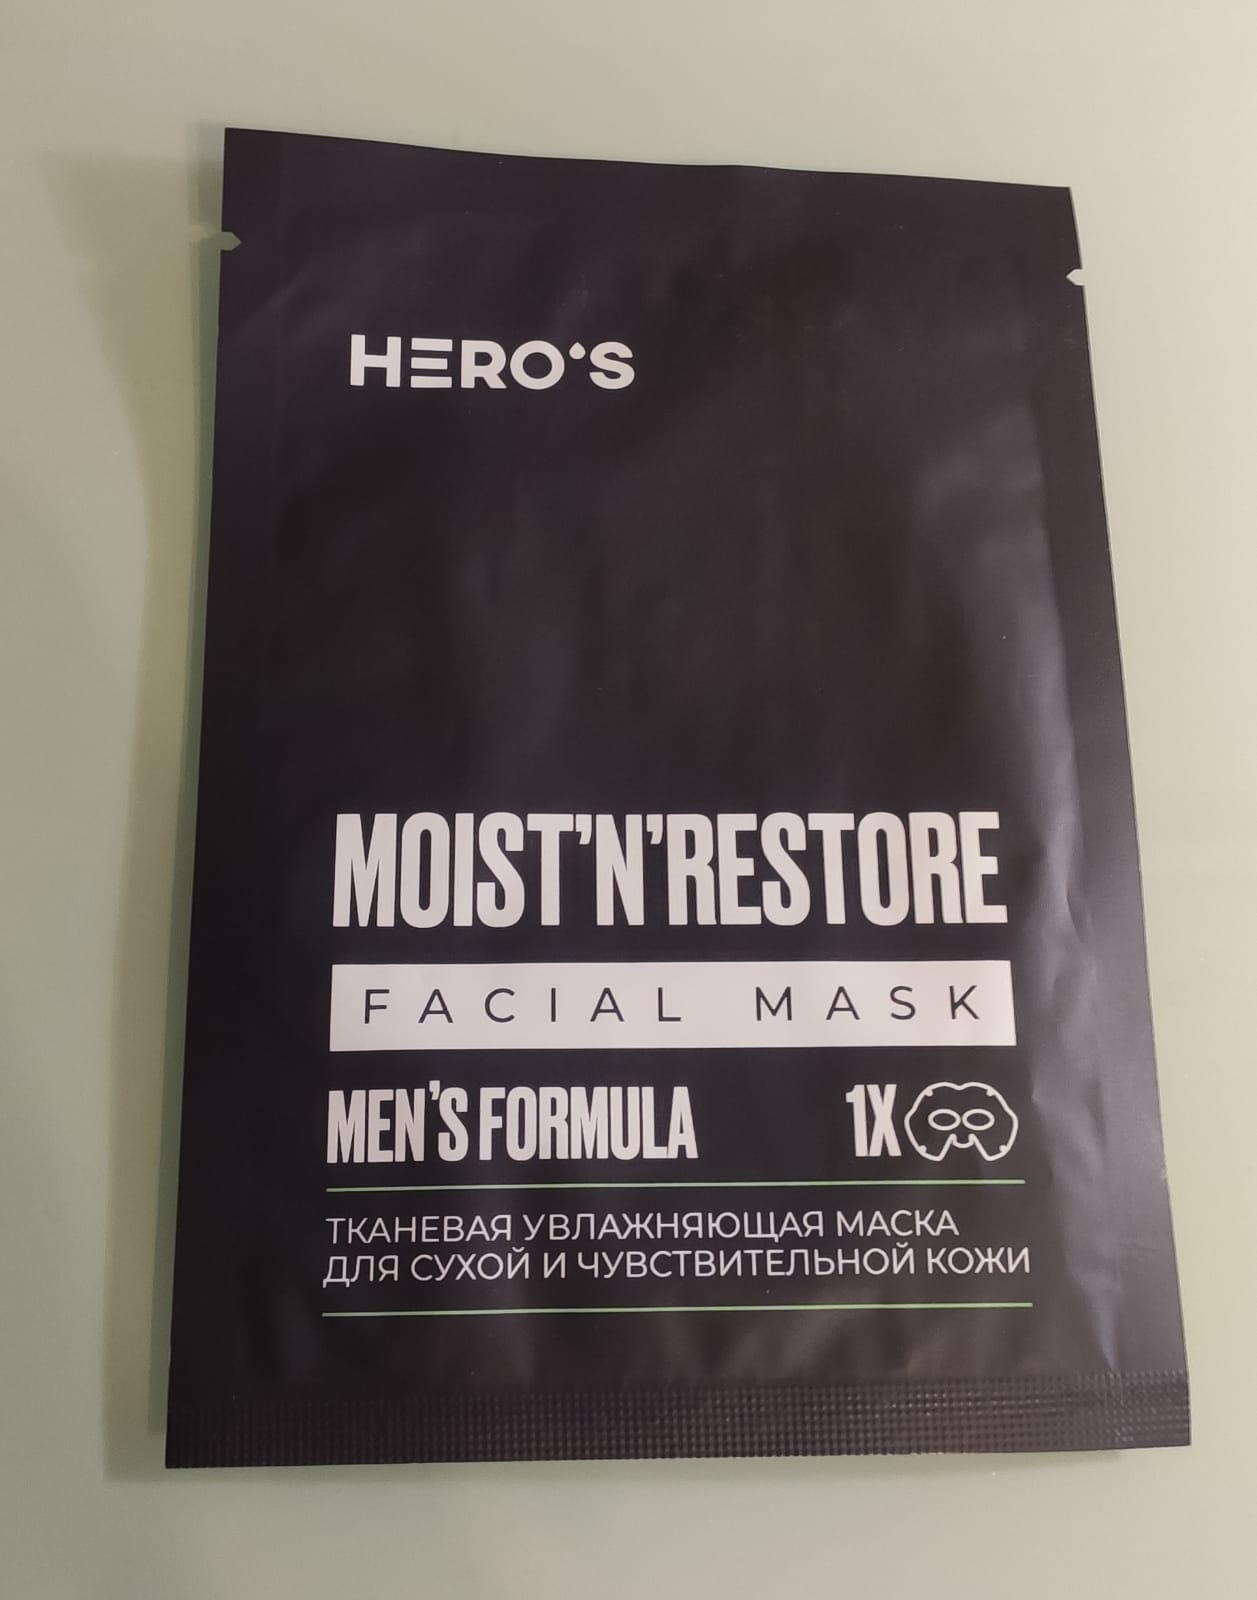 HERO'S
MOIST'N'RESTORE
FACIAL MASK
MEN'S FORMULA 1X
ТКАНЕВАЯ УВЛАЖНЯЮЩАЯ МАСКА
ДЛЯ СУХОЙ И ЧУВСТВИТЕЛЬНОЙ КОЖИ